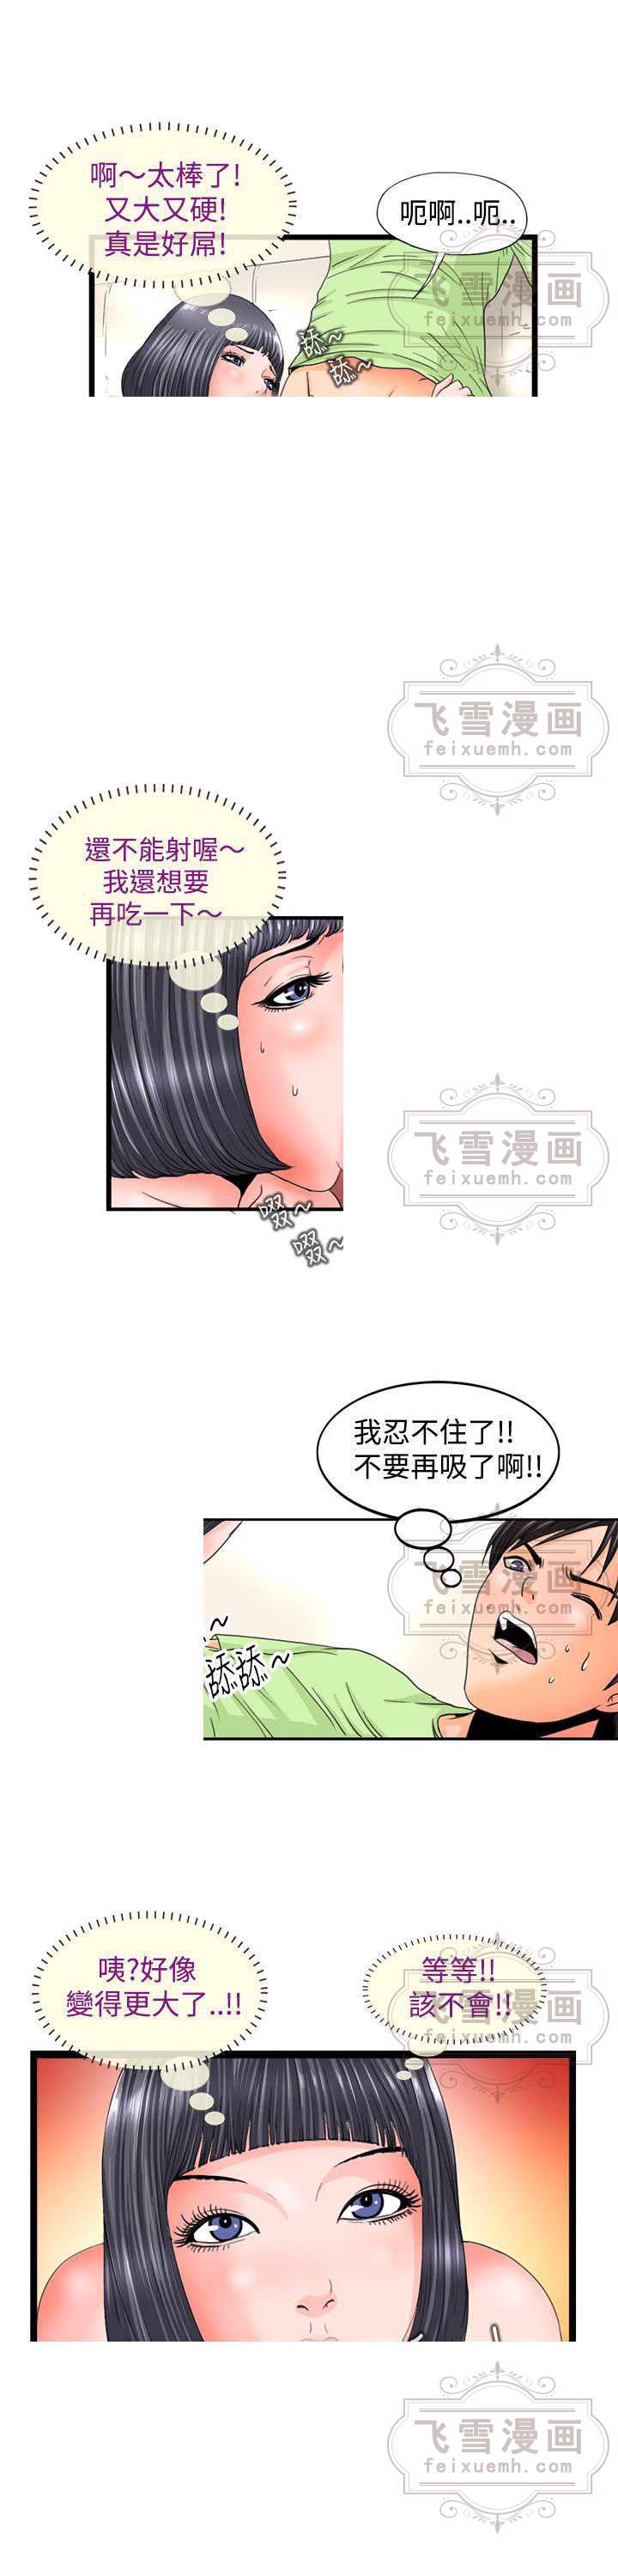 啊～太棒了!
又大又硬!
真是好屌!
呃啊..呃..
飞雪漫画
feixuemh.com
舔~
舔~
飞雪漫画
feixuemh.com
還不能射喔～
我還想要
再吃一下～
飞雪漫画
feixuemh.com
啜~
啜~
我忍不住了!!
不要再吸了啊!!
飞雪漫画
feixuemh.com
舔舔~
咦?好像
變得更大了..!!
等等!!
該不會!!
飞雪漫画
feixuemh.com
飞雪漫画
feixuemh.com